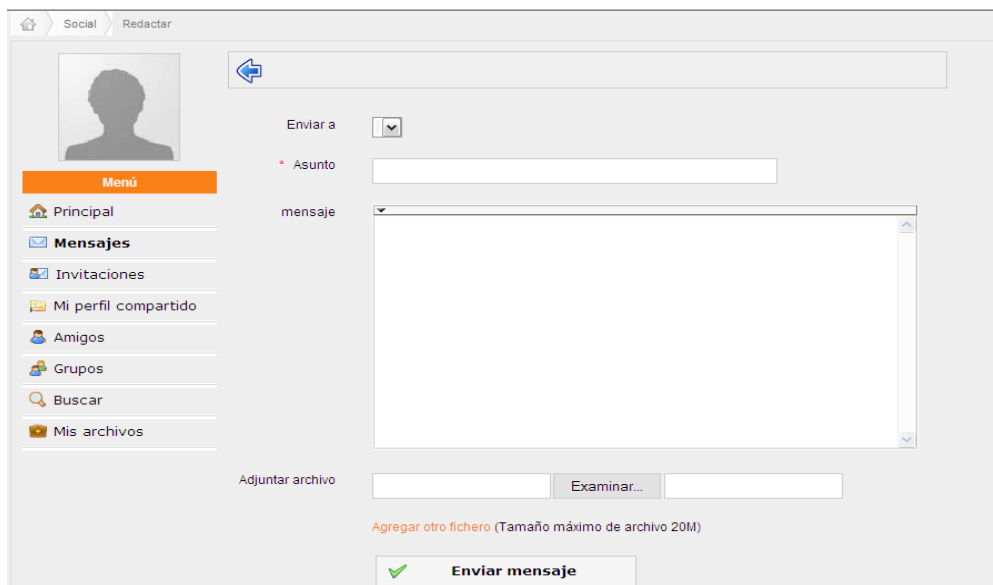 Social Redactar
Menú
Principal
Mensajes
Invitaciones
Mi perfil compartido
Amigos
Grupos
Buscar
Mis archivos
Enviar a
* Asunto
mensaje
Adjuntar archivo
Examinar...
Agregar otro fichero (Tamaño máximo de archivo 20M)
Enviar mensaje